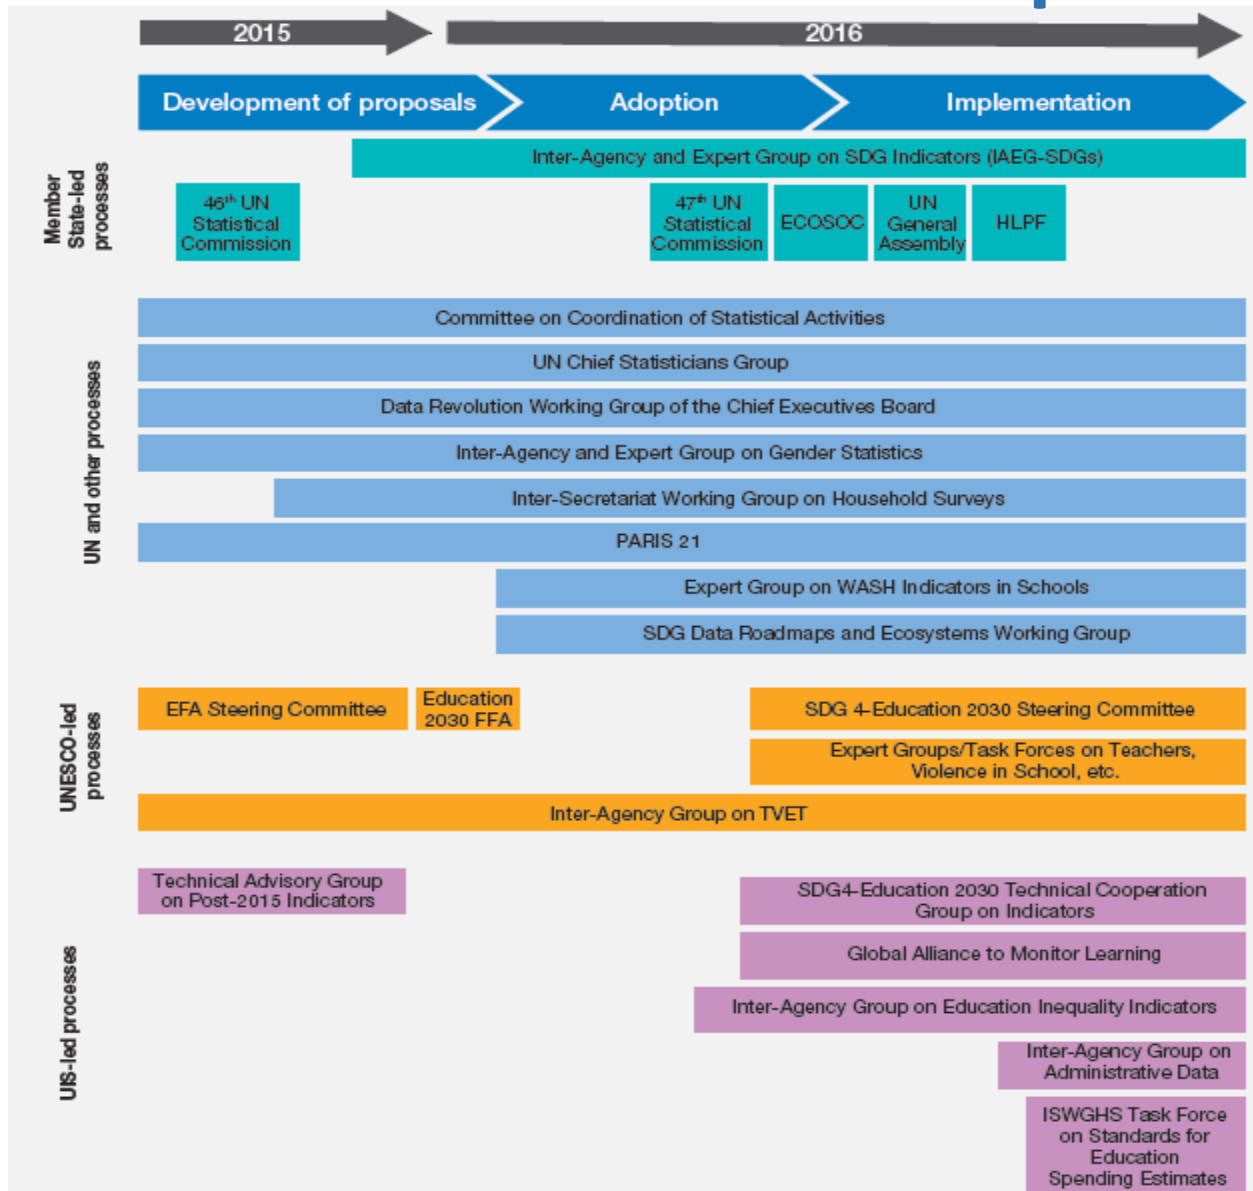 2015
2016
Development of proposals
Adoption
Implementation
Member
State-led
processes
Inter-Agency and Expert Group on SDG Indicators (IAEG-SDGs)
46th UN
Statistical
Commission
47th UN
Statistical
Commission
ECOSOC
UN
General
Assembly
HLPF
UN and other processes
Committee on Coordination of Statistical Activities
UN Chief Statisticians Group
Data Revolution Working Group of the Chief Executives Board
Inter-Agency and Expert Group on Gender Statistics
Inter-Secretariat Working Group on Household Surveys
PARIS 21
Expert Group on WASH Indicators in Schools
SDG Data Roadmaps and Ecosystems Working Group
UNESCO-led
processes
EFA Steering Committee
Education
2030 FFA
SDG 4-Education 2030 Steering Committee
Expert Groups/Task Forces on Teachers,
Violence in School, etc.
Inter-Agency Group on TVET
UIS-led processes
Technical Advisory Group
on Post-2015 Indicators
SDG4-Education 2030 Technical Cooperation
Group on Indicators
Global Alliance to Monitor Learning
Inter-Agency Group on Education Inequality Indicators
Inter-Agency Group on
Administrative Data
ISWGHS Task Force
on Standards for
Education
Spending Estimates